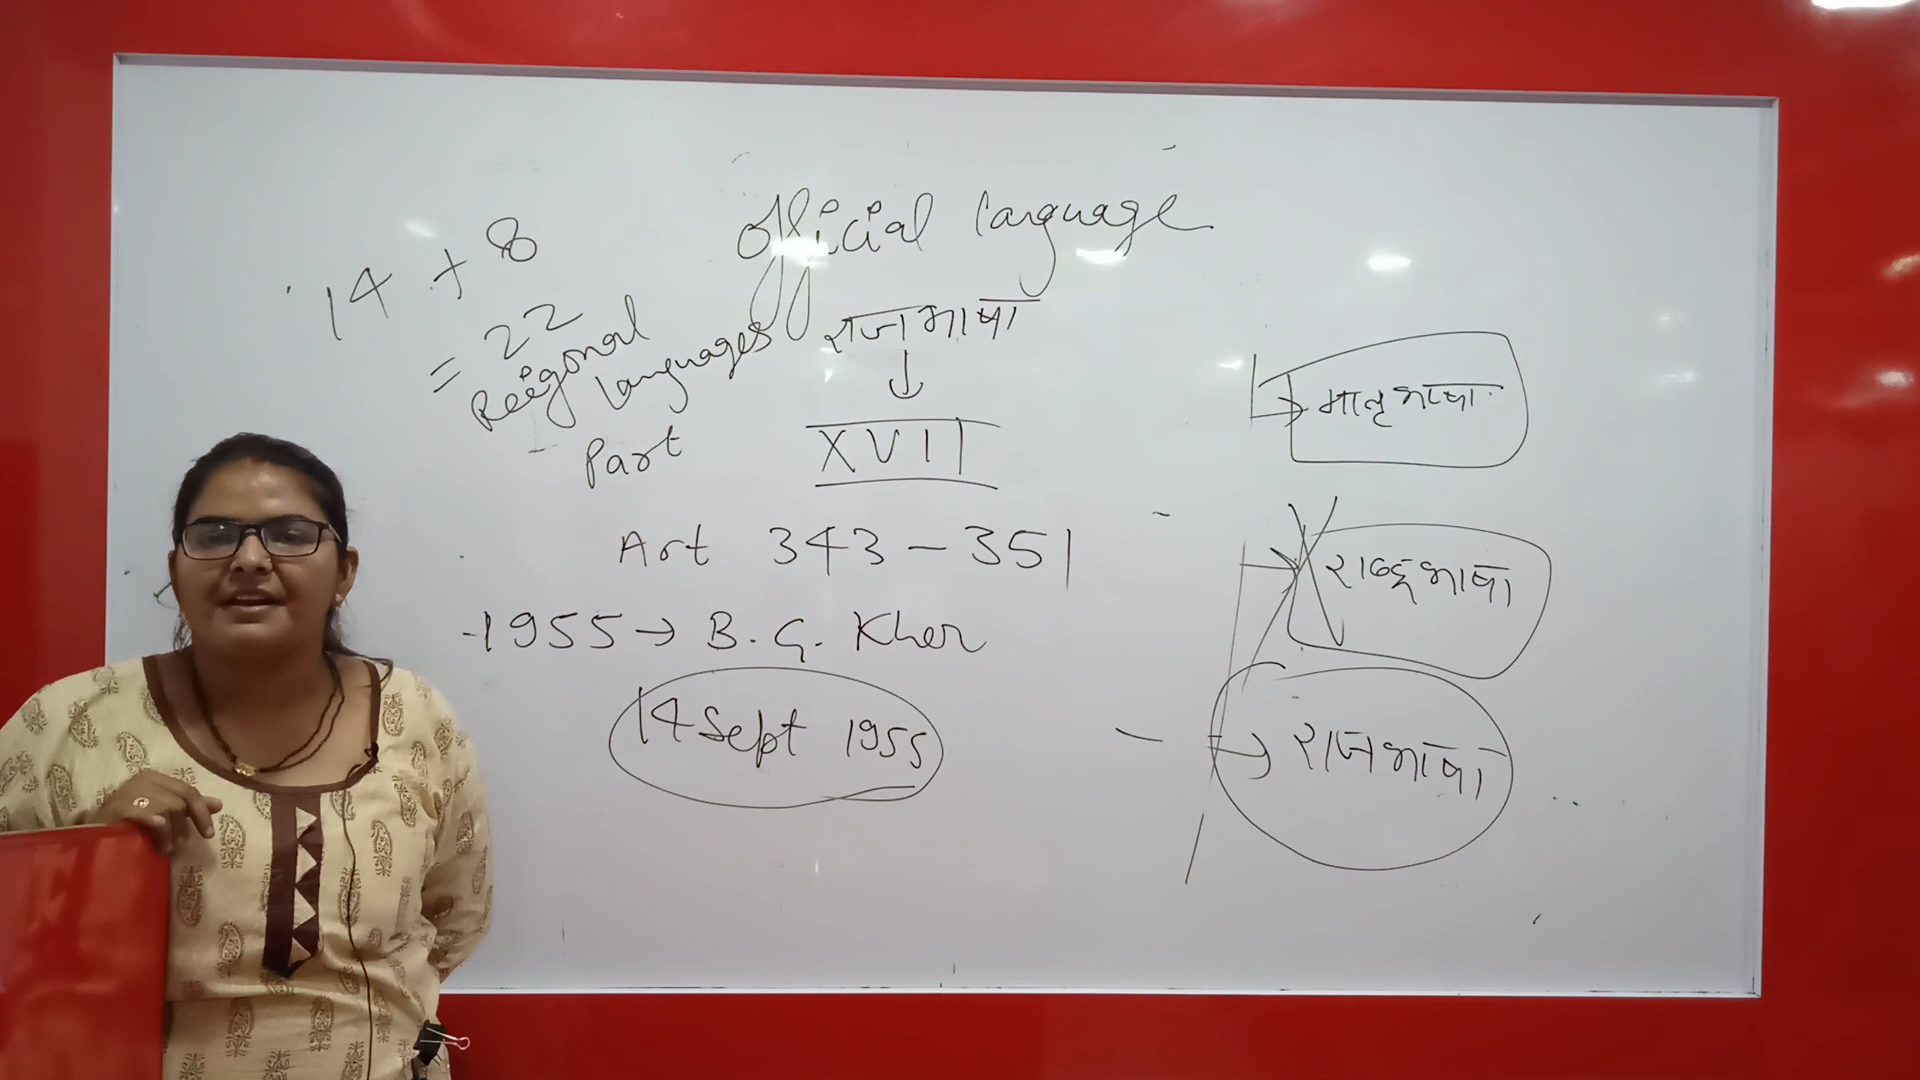 Official language
14 + 8
= 22
Reigonal
languages
राजभाषा
↓
Part XVII
Art 343 - 351
-1955 → B. G. Kher
14 Sept 1955
→ मातृभाषा
→ राष्ट्रभाषा
→ राजभाषा